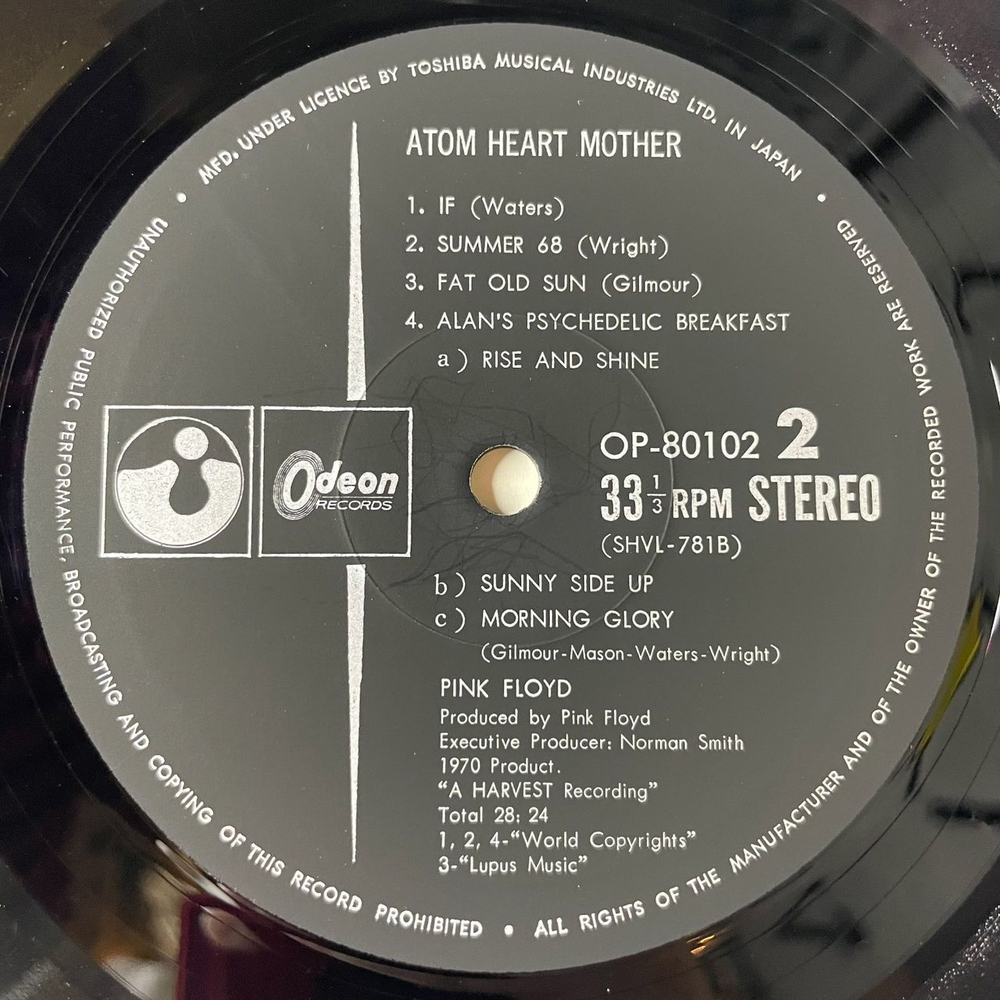 MFD. UNDER LICENCE BY TOSHIBA MUSICAL INDUSTRIES LTD. IN JAPAN •
ATOM HEART MOTHER
1. IF (Waters)
2. SUMMER 68 (Wright)
3. FAT OLD SUN (Gilmour)
4. ALAN'S PSYCHEDELIC BREAKFAST
a) RISE AND SHINE
Odeon
RECORDS
OP-80102 2
33 1/3 RPM STEREO
(SHVL-781B)
b) SUNNY SIDE UP
c) MORNING GLORY
(Gilmour-Mason-Waters-Wright)
PINK FLOYD
Produced by Pink Floyd
Executive Producer: Norman Smith
1970 Product.
“A HARVEST Recording”
Total 28: 24
1, 2, 4-“World Copyrights”
3-“Lupus Music”
ALL RIGHTS OF THE MANUFACTURER AND OF THE OWNER OF THE RECORDED WORK ARE RESERVED
UNAUTHORIZED PUBLIC PERFORMANCE, BROADCASTING AND COPYING OF THIS RECORD PROHIBITED •